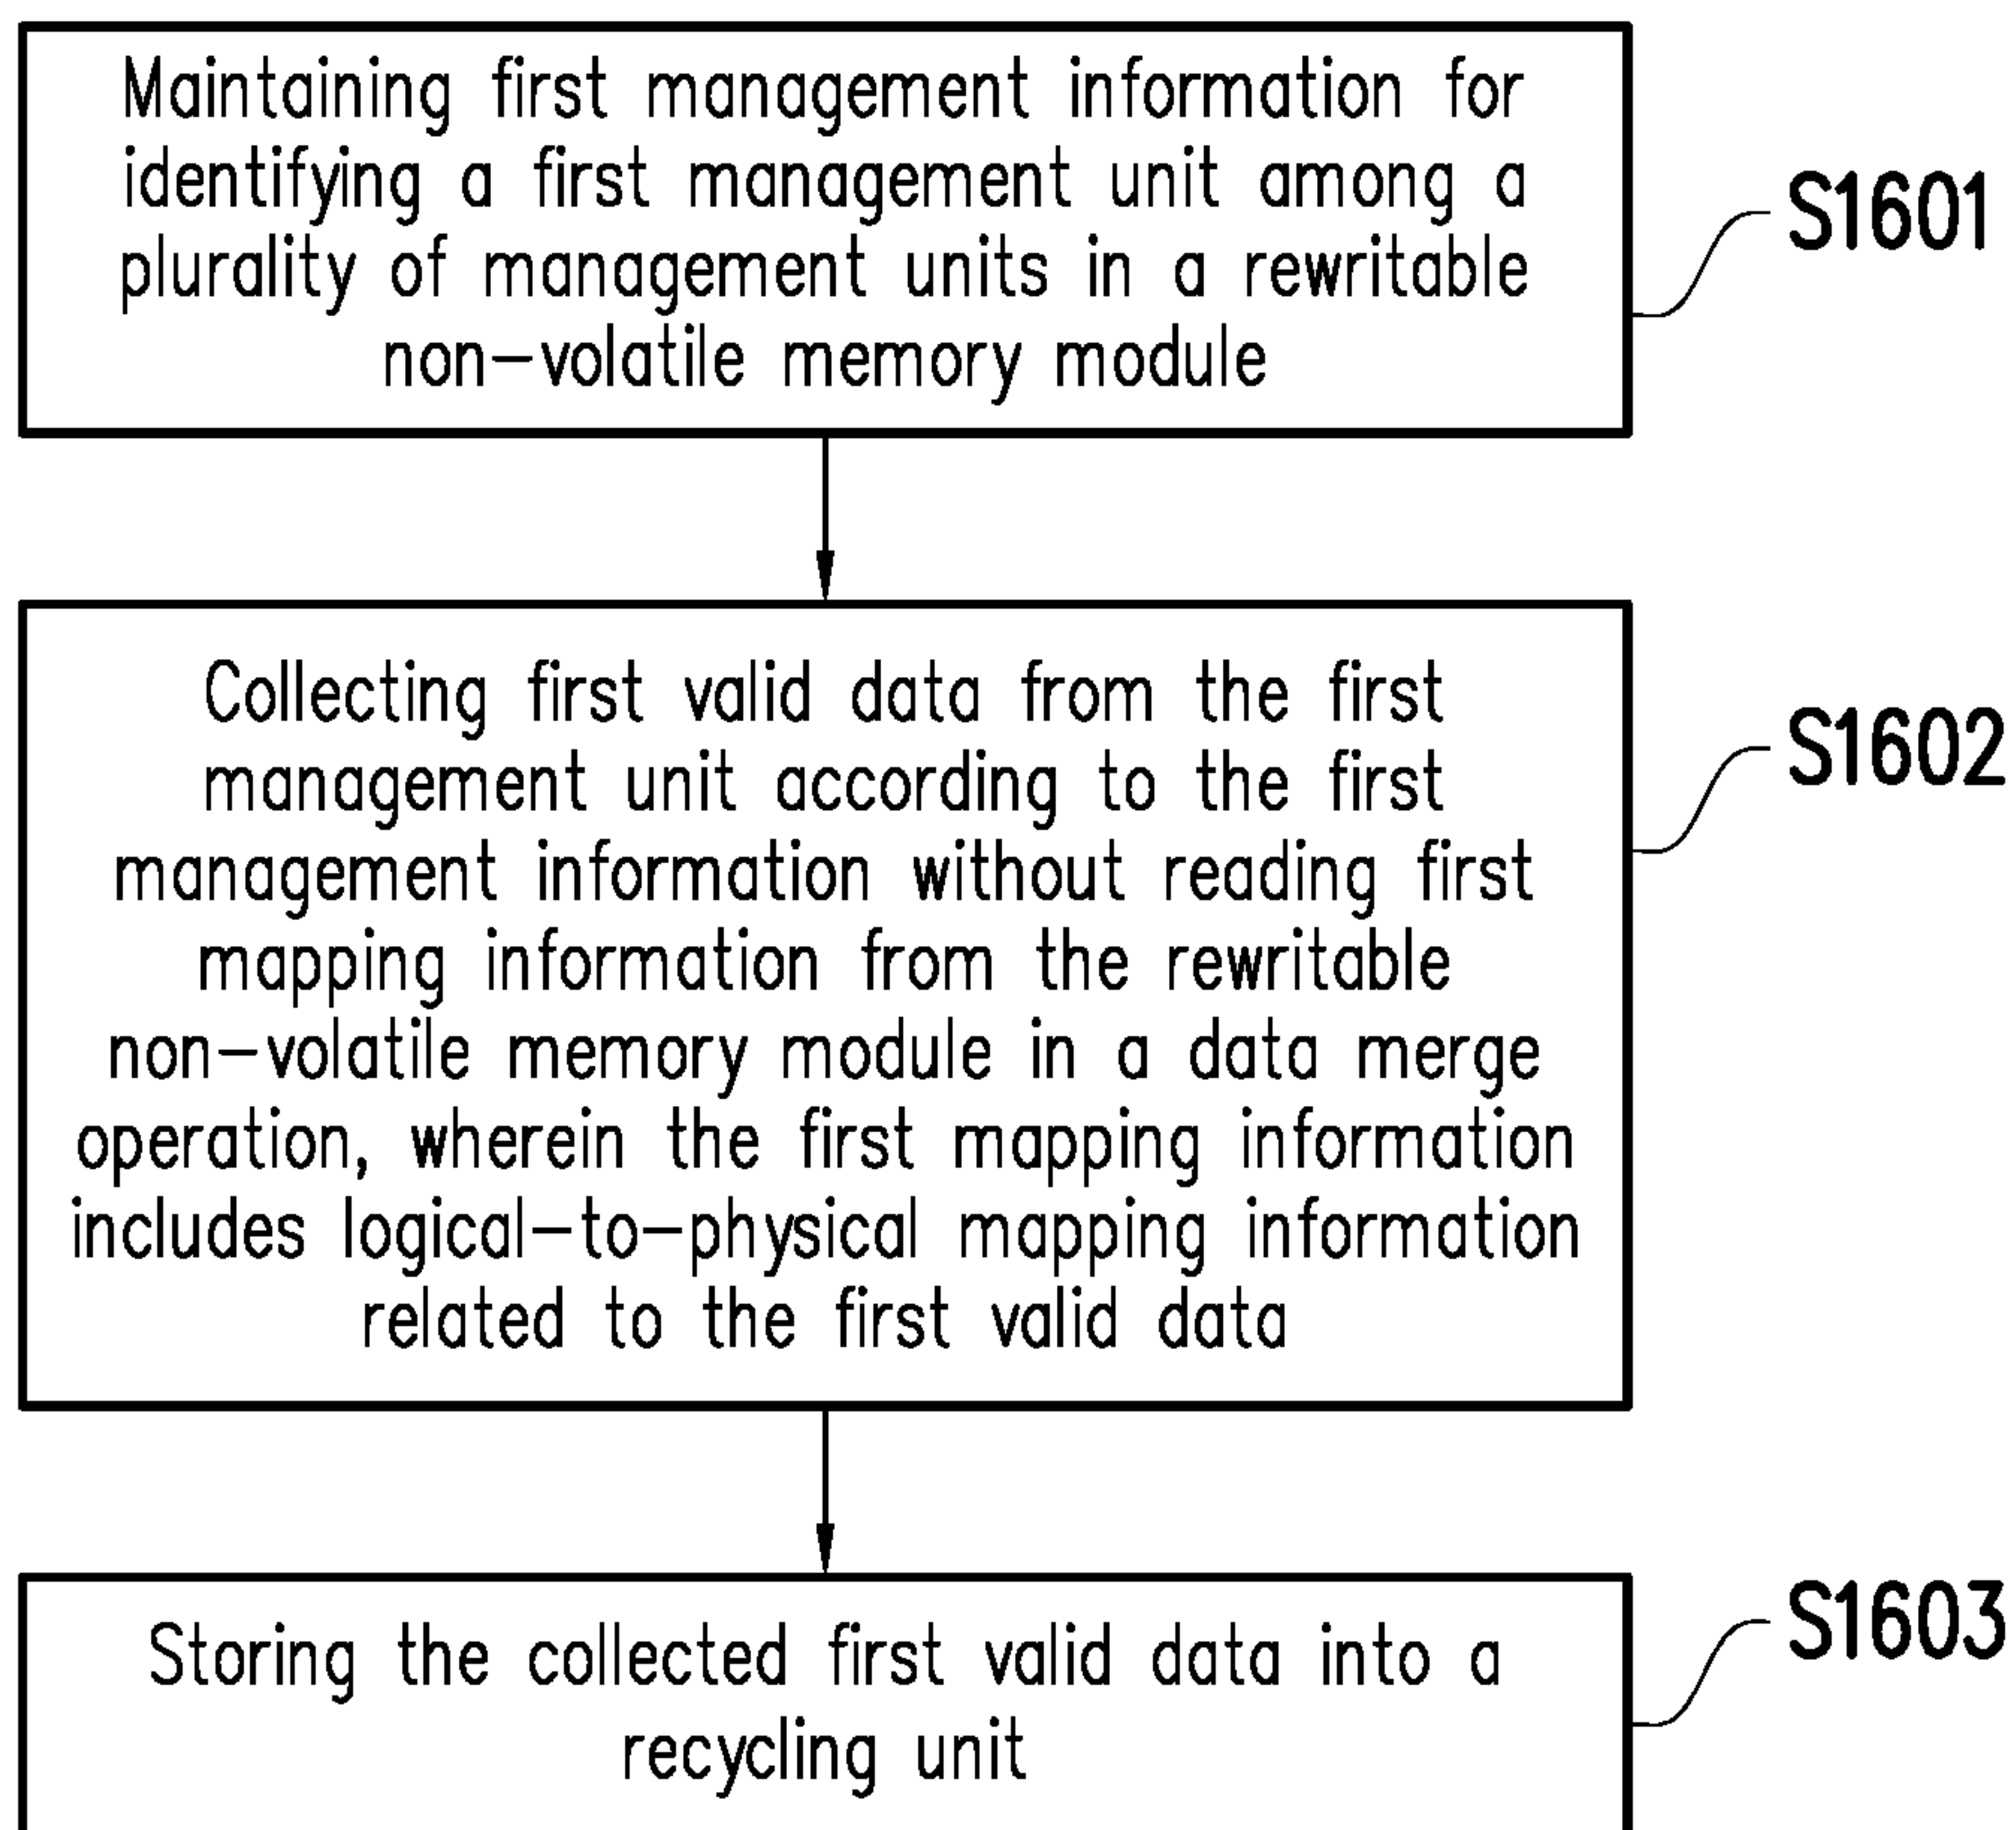 Maintaining first management information for
identifying a first management unit among a
plurality of management units in a rewritable
non-volatile memory module
S1601
Collecting first valid data from the first
management unit according to the first
management information without reading first
mapping information from the rewritable
non-volatile memory module in a data merge
operation, wherein the first mapping information
includes logical-to-physical mapping information
related to the first valid data
S1602
Storing the collected first valid data into a
recycling unit
S1603